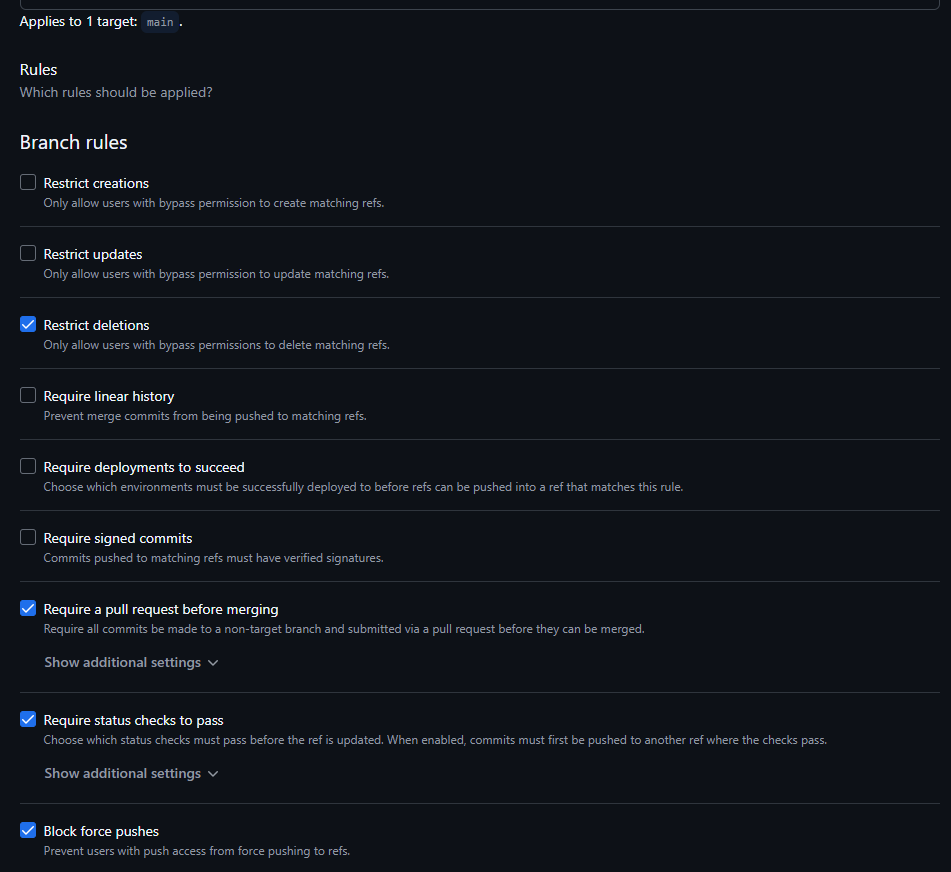 Applies to 1 target: main .
Rules
Which rules should be applied?
Branch rules
Restrict creations
Only allow users with bypass permission to create matching refs.
Restrict updates
Only allow users with bypass permission to update matching refs.
Restrict deletions
Only allow users with bypass permissions to delete matching refs.
Require linear history
Prevent merge commits from being pushed to matching refs.
Require deployments to succeed
Choose which environments must be successfully deployed to before refs can be pushed into a ref that matches this rule.
Require signed commits
Commits pushed to matching refs must have verified signatures.
Require a pull request before merging
Require all commits be made to a non-target branch and submitted via a pull request before they can be merged.
Show additional settings
Require status checks to pass
Choose which status checks must pass before the ref is updated. When enabled, commits must first be pushed to another ref where the checks pass.
Show additional settings
Block force pushes
Prevent users with push access from force pushing to refs.